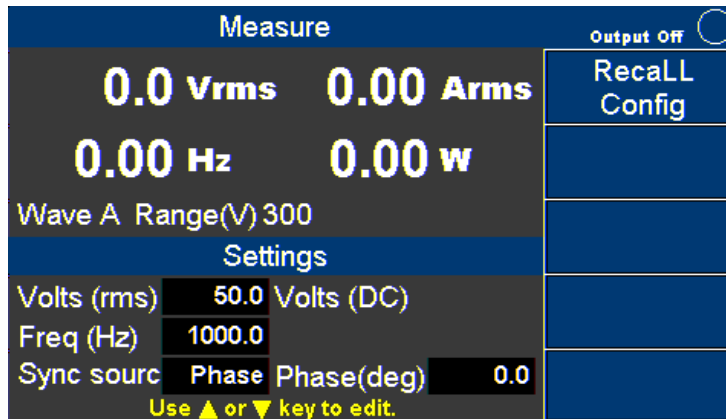 Measure
Output Off
0.0 Vrms 0.00 Arms
RecaLL
Config
0.00 Hz 0.00 W
Wave A Range(V) 300
Settings
Volts (rms) 50.0 Volts (DC)
Freq (Hz) 1000.0
Sync sourc Phase Phase(deg) 0.0
Use ▲ or ▼ key to edit.